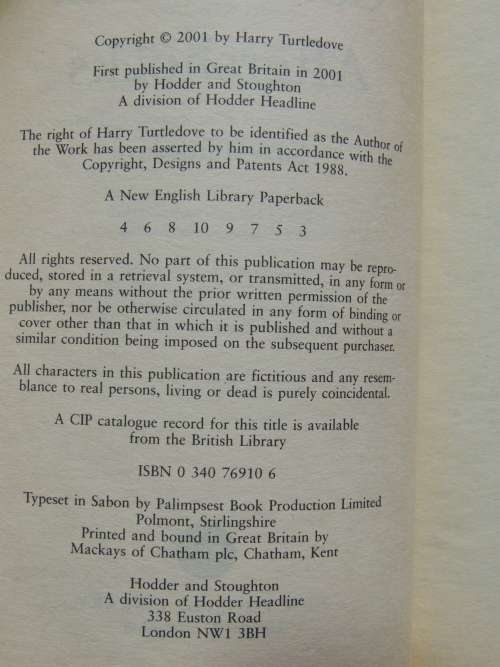 Copyright © 2001 by Harry Turtledove
First published in Great Britain in 2001
by Hodder and Stoughton
A division of Hodder Headline
The right of Harry Turtledove to be identified as the Author of
the Work has been asserted by him in accordance with the
Copyright, Designs and Patents Act 1988.
A New English Library Paperback
4 6 8 10 9 7 5 3
All rights reserved. No part of this publication may be repro-
duced, stored in a retrieval system, or transmitted, in any form or
by any means without the prior written permission of the
publisher, nor be otherwise circulated in any form of binding or
cover other than that in which it is published and without a
similar condition being imposed on the subsequent purchaser.
All characters in this publication are fictitious and any resem-
blance to real persons, living or dead is purely coincidental.
A CIP catalogue record for this title is available
from the British Library
ISBN 0 340 76910 6
Typeset in Sabon by Palimpsest Book Production Limited
Polmont, Stirlingshire
Printed and bound in Great Britain by
Mackays of Chatham plc, Chatham, Kent
Hodder and Stoughton
A division of Hodder Headline
338 Euston Road
London NW1 3BH